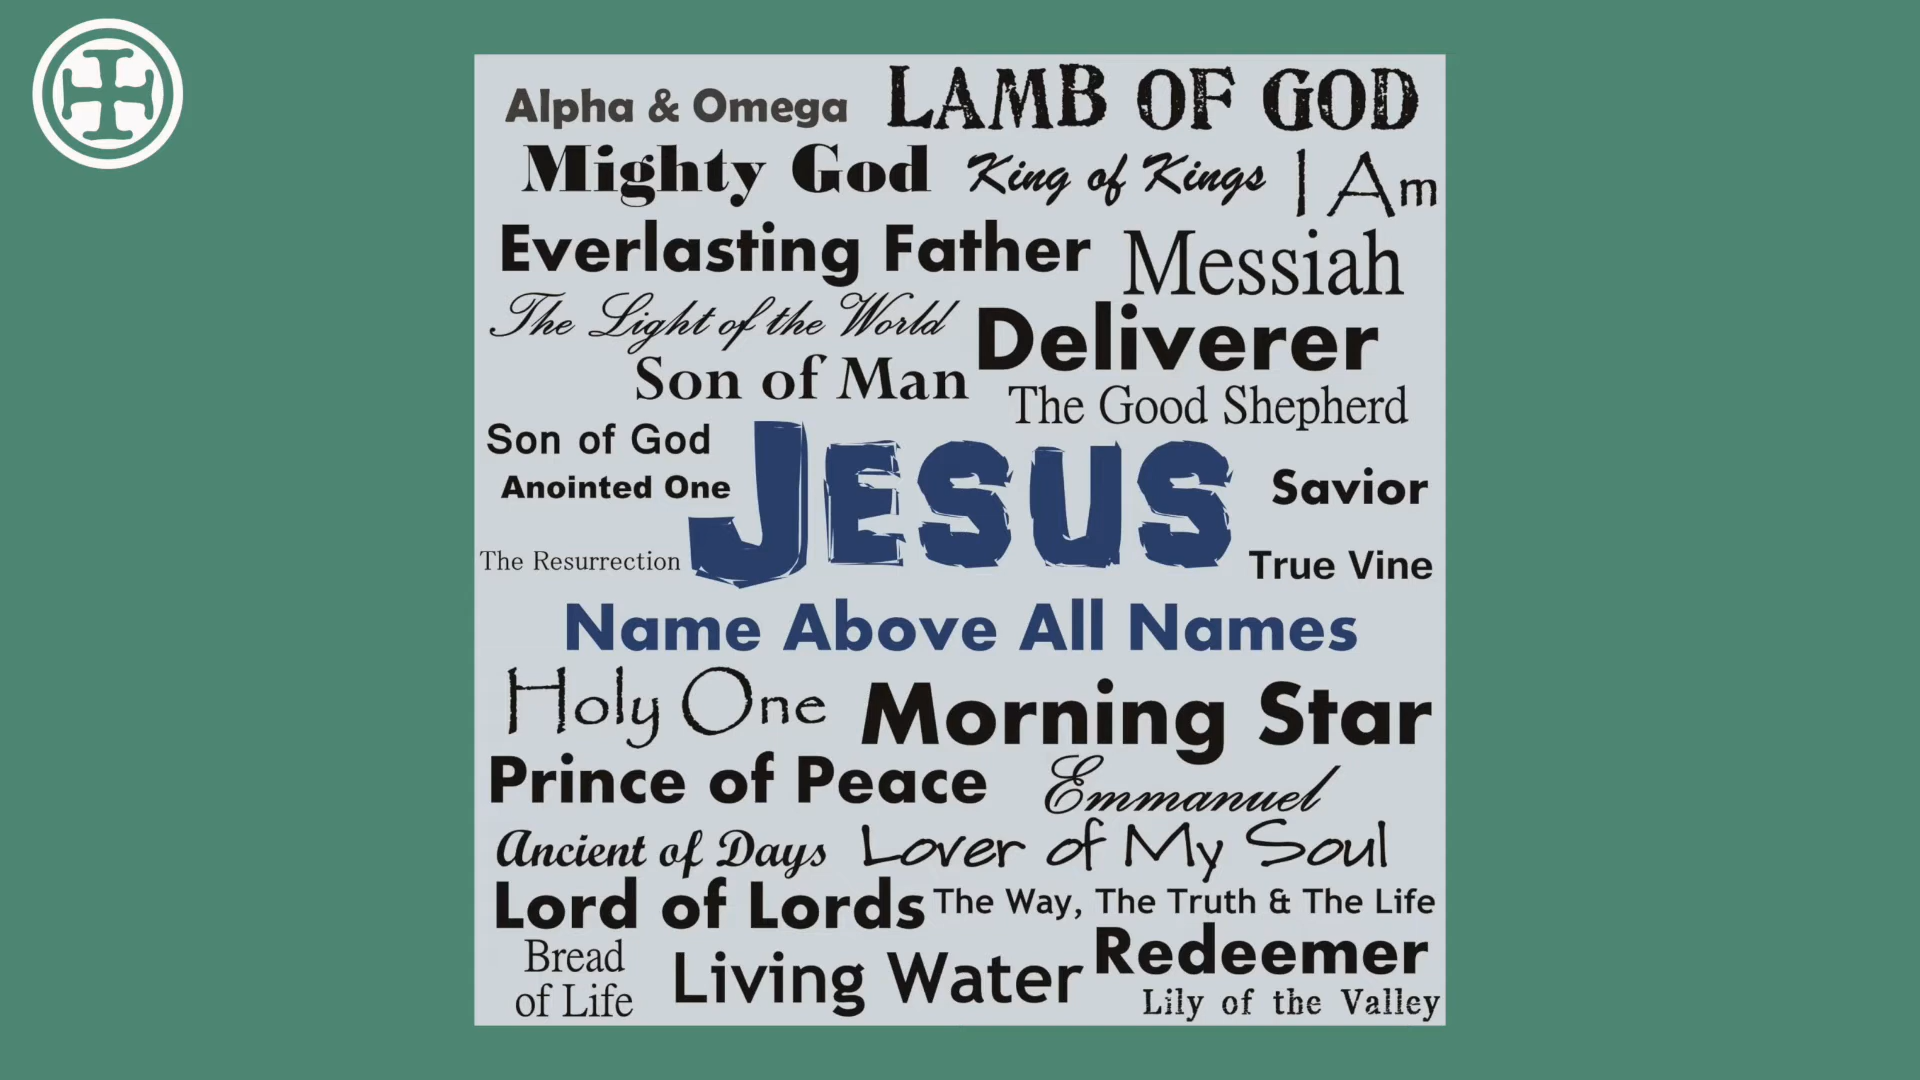 Alpha & Omega LAMB OF GOD
Mighty God King of Kings I Am
Everlasting Father Messiah
The Light of the World Deliverer
Son of Man The Good Shepherd
Son of God
Anointed One JESUS Savior
The Resurrection True Vine
Name Above All Names
Holy One Morning Star
Prince of Peace Emmanuel
Ancient of Days Lover of My Soul
Lord of Lords The Way, The Truth & The Life
Bread
of Life Living Water Redeemer
Lily of the Valley